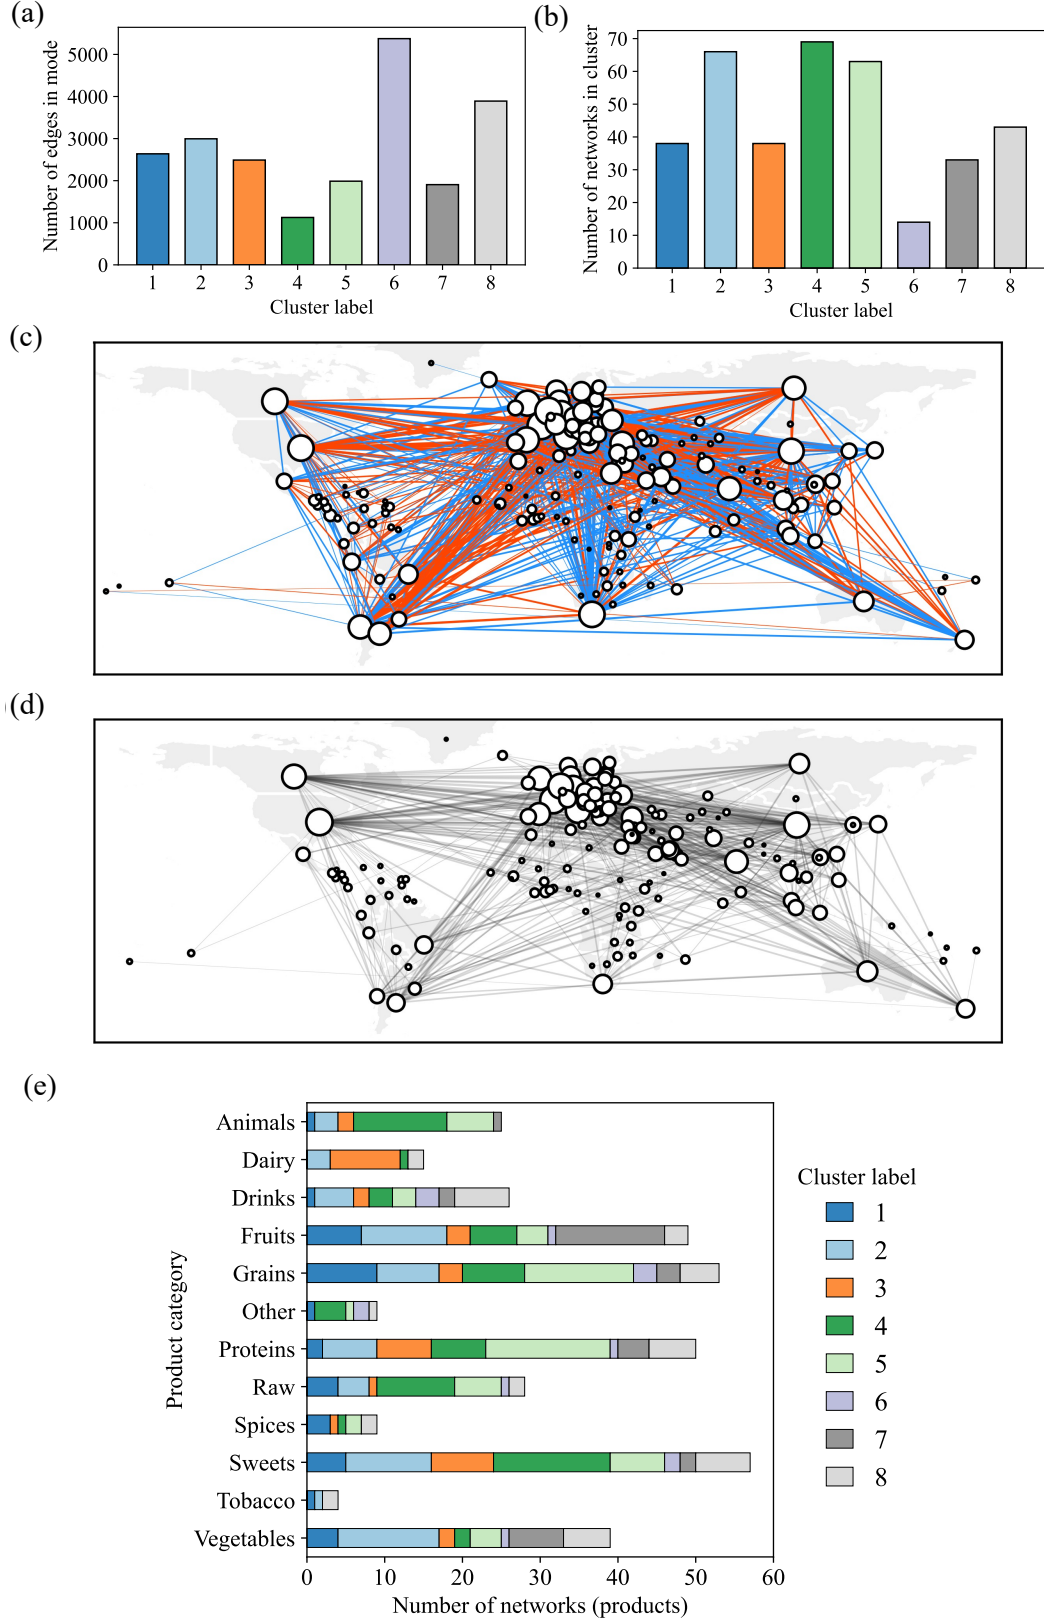 (a)
Number of edges in mode
5000
4000
3000
2000
1000
0
1 2 3 4 5 6 7 8
Cluster label
(b)
Number of networks in cluster
70
60
50
40
30
20
10
0
1 2 3 4 5 6 7 8
Cluster label
(c)
(d)
(e)
Product category
Animals
Dairy
Drinks
Fruits
Grains
Other
Proteins
Raw
Spices
Sweets
Tobacco
Vegetables
0 10 20 30 40 50 60
Number of networks (products)
Cluster label
1
2
3
4
5
6
7
8